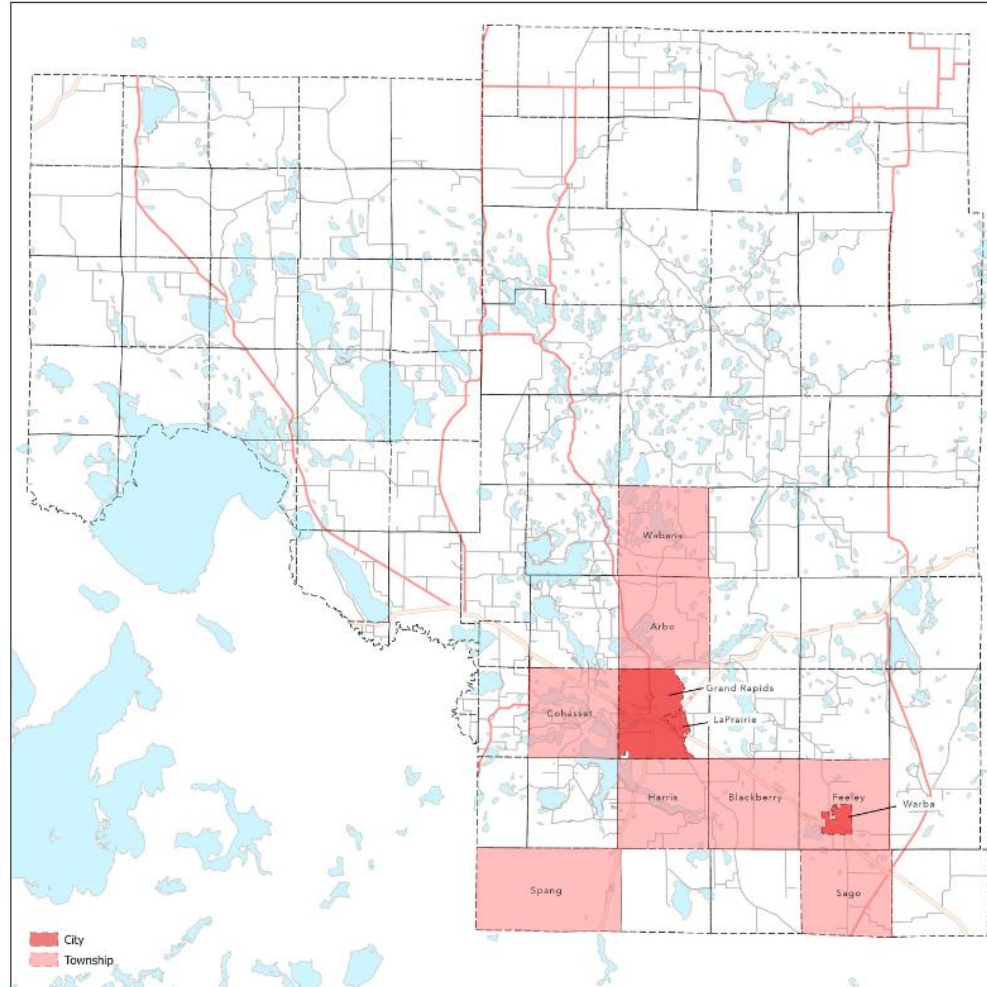 Wabana
Arbo
Grand Rapids
LaPrairie
Cohasset
Harris
Blackberry
Feeley
Warba
Spang
Sago
City
Township